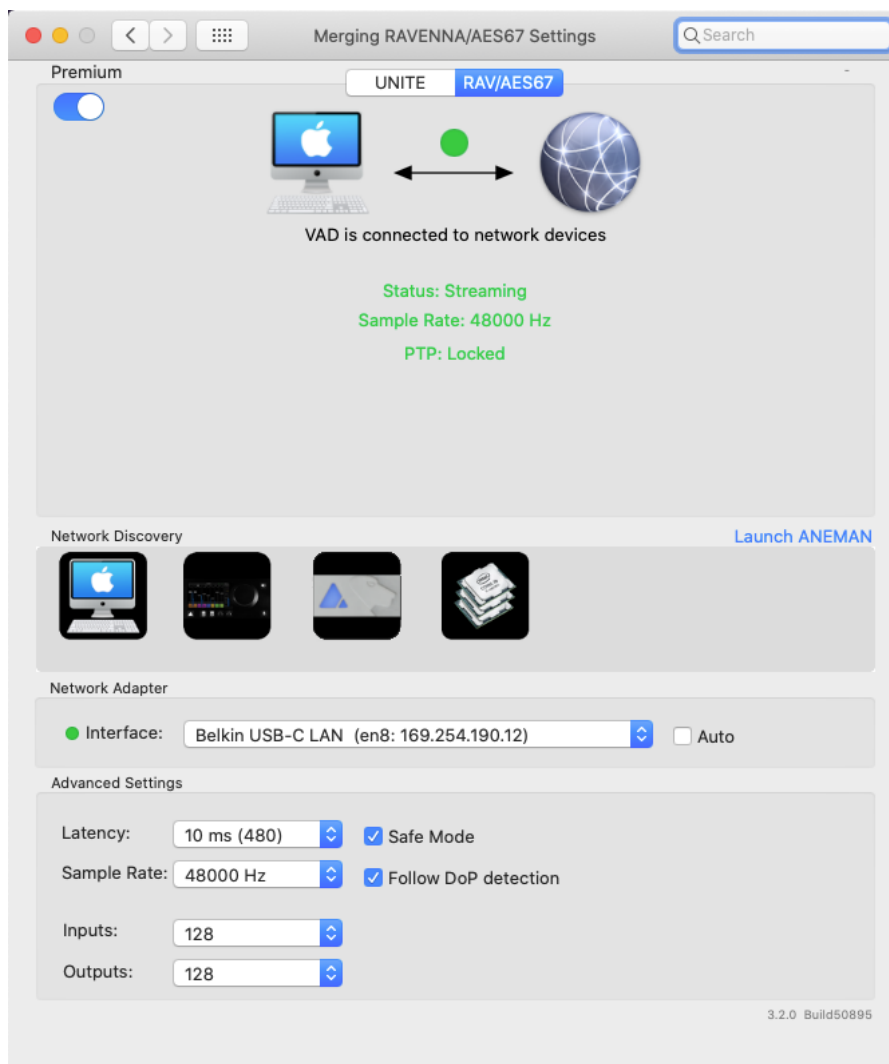 Merging RAVENNA/AES67 Settings
Search
Premium
-
UNITE RAV/AES67
VAD is connected to network devices
Status: Streaming
Sample Rate: 48000 Hz
PTP: Locked
Network Discovery
Launch ANEMAN
Network Adapter
Interface: Belkin USB-C LAN (en8: 169.254.190.12) Auto
Advanced Settings
Latency: 10 ms (480) Safe Mode
Sample Rate: 48000 Hz Follow DoP detection
Inputs: 128
Outputs: 128
3.2.0 Build50895